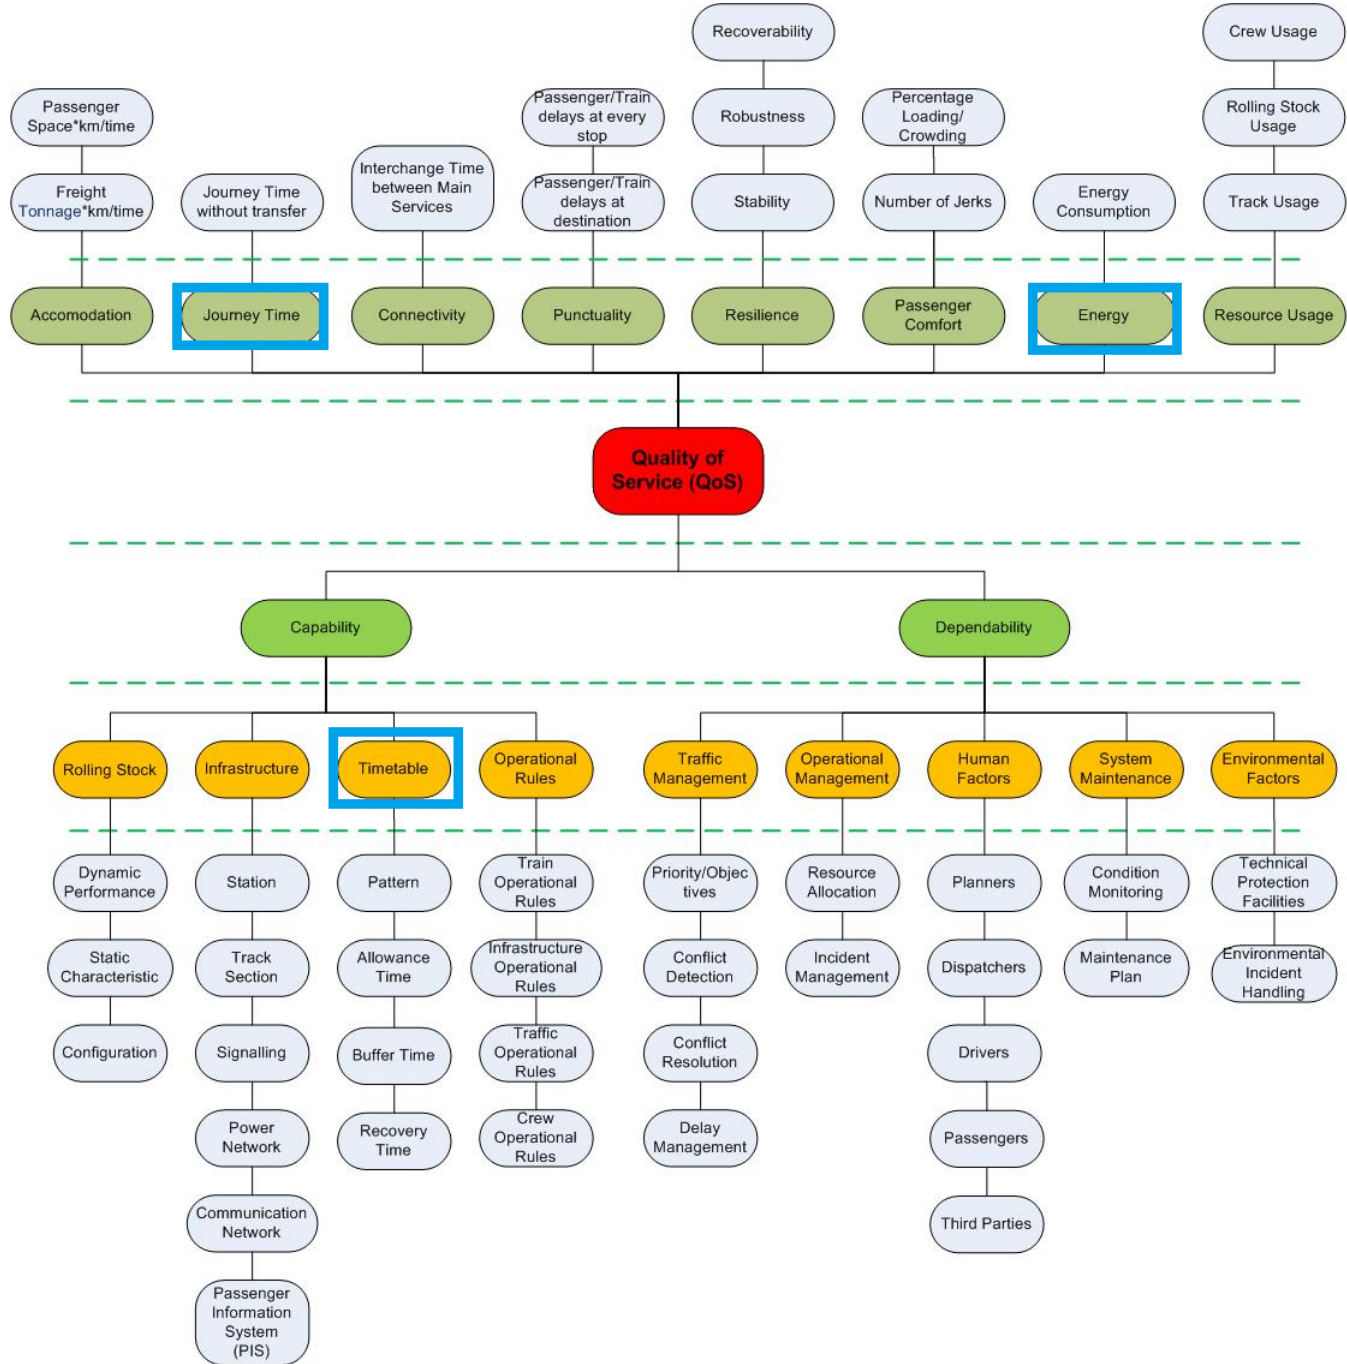 Recoverability
Crew Usage
Passenger
Space*km/time
Passenger/Train
delays at every
stop
Robustness
Percentage
Loading/
Crowding
Rolling Stock
Usage
Freight
Tonnage*km/time
Journey Time
without transfer
Interchange Time
between Main
Services
Passenger/Train
delays at
destination
Stability
Number of Jerks
Energy
Consumption
Track Usage
Accomodation
Journey Time
Connectivity
Punctuality
Resilience
Passenger
Comfort
Energy
Resource Usage
Quality of
Service (QoS)
Capability
Dependability
Rolling Stock
Infrastructure
Timetable
Operational
Rules
Traffic
Management
Operational
Management
Human
Factors
System
Maintenance
Environmental
Factors
Dynamic
Performance
Station
Pattern
Train
Operational
Rules
Priority/Objec
tives
Resource
Allocation
Planners
Condition
Monitoring
Technical
Protection
Facilities
Static
Characteristic
Track
Section
Allowance
Time
Infrastructure
Operational
Rules
Conflict
Detection
Incident
Management
Dispatchers
Maintenance
Plan
Environmental
Incident
Handling
Configuration
Signalling
Buffer Time
Traffic
Operational
Rules
Conflict
Resolution
Drivers
Power
Network
Recovery
Time
Crew
Operational
Rules
Delay
Management
Passengers
Communication
Network
Third Parties
Passenger
Information
System
(PIS)